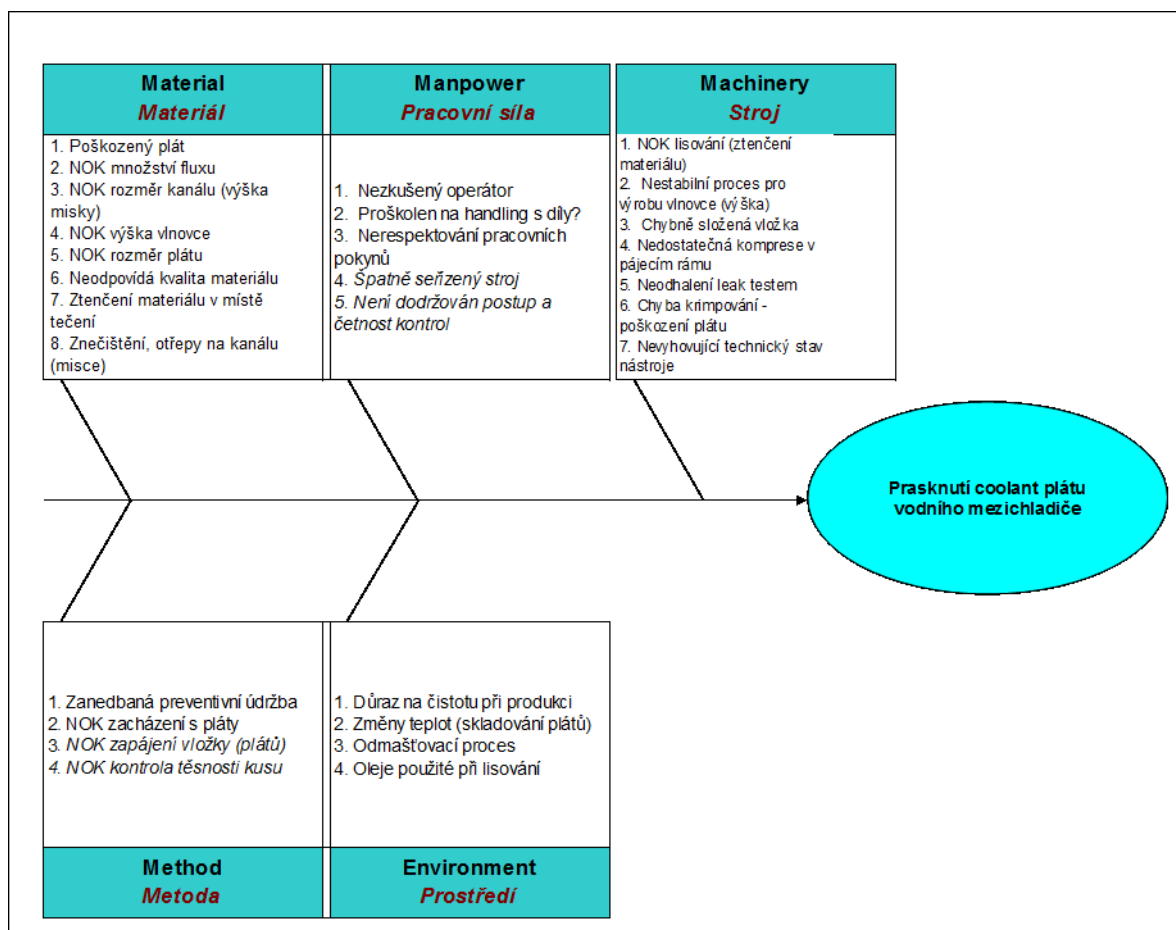 Material
Materiál
1. Poškozený plát
2. NOK množství fluxu
3. NOK rozměr kanálu (výška
misky)
4. NOK výška vlnovce
5. NOK rozměr plátu
6. Neodpovídá kvalita materiálu
7. Ztenčení materiálu v místě
tečení
8. Znečištění, otřepy na kanálu
(misce)
Manpower
Pracovní síla
1. Nezkušený operátor
2. Proškolen na handling s díly?
3. Nerespektování pracovních
pokynů
4. Špatně seřízený stroj
5. Není dodržován postup a
četnost kontrol
Machinery
Stroj
1. NOK lisování (ztenčení
materiálu)
2. Nestabilní proces pro
výrobu vlnovce (výška)
3. Chybně složená vložka
4. Nedostatečná komprese v
pájecím rámu
5. Neodhalení leak testem
6. Chyba krimpování -
poškození plátu
7. Nevyhovující technický stav
nástroje
Prasknutí coolant plátu
vodního mezichladiče
1. Zanedbaná preventivní údržba
2. NOK zacházení s pláty
3. NOK zapájení vložky (plátů)
4. NOK kontrola těsnosti kusu
Method
Metoda
1. Důraz na čistotu při produkci
2. Změny teplot (skladování plátů)
3. Odmašťovací proces
4. Oleje použité při lisování
Environment
Prostředí